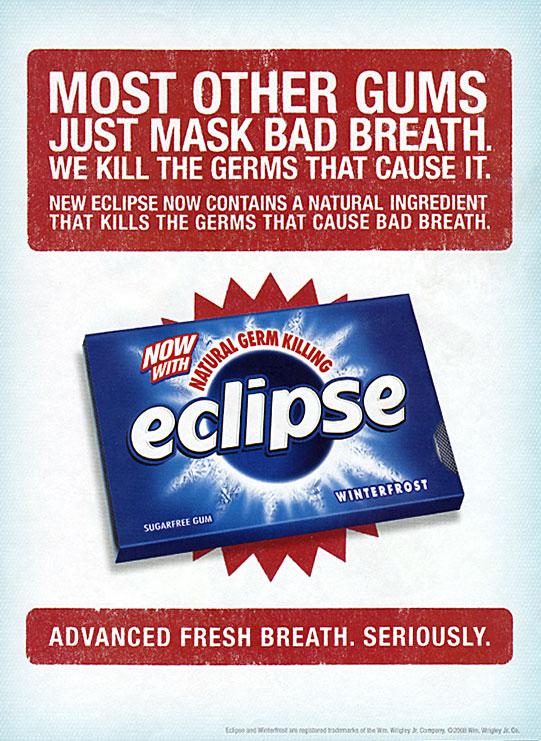 MOST OTHER GUMS
JUST MASK BAD BREATH.
WE KILL THE GERMS THAT CAUSE IT.
NEW ECLIPSE NOW CONTAINS A NATURAL INGREDIENT
THAT KILLS THE GERMS THAT CAUSE BAD BREATH.
NOW
WITH
NATURAL GERM KILLING
eclipse
WINTERFROST
SUGARFREE GUM
ADVANCED FRESH BREATH. SERIOUSLY.
Eclipse and Winterfrost are registered trademarks of the Wm. Wrigley Jr. Company. ©2008 Wm. Wrigley Jr. Co.